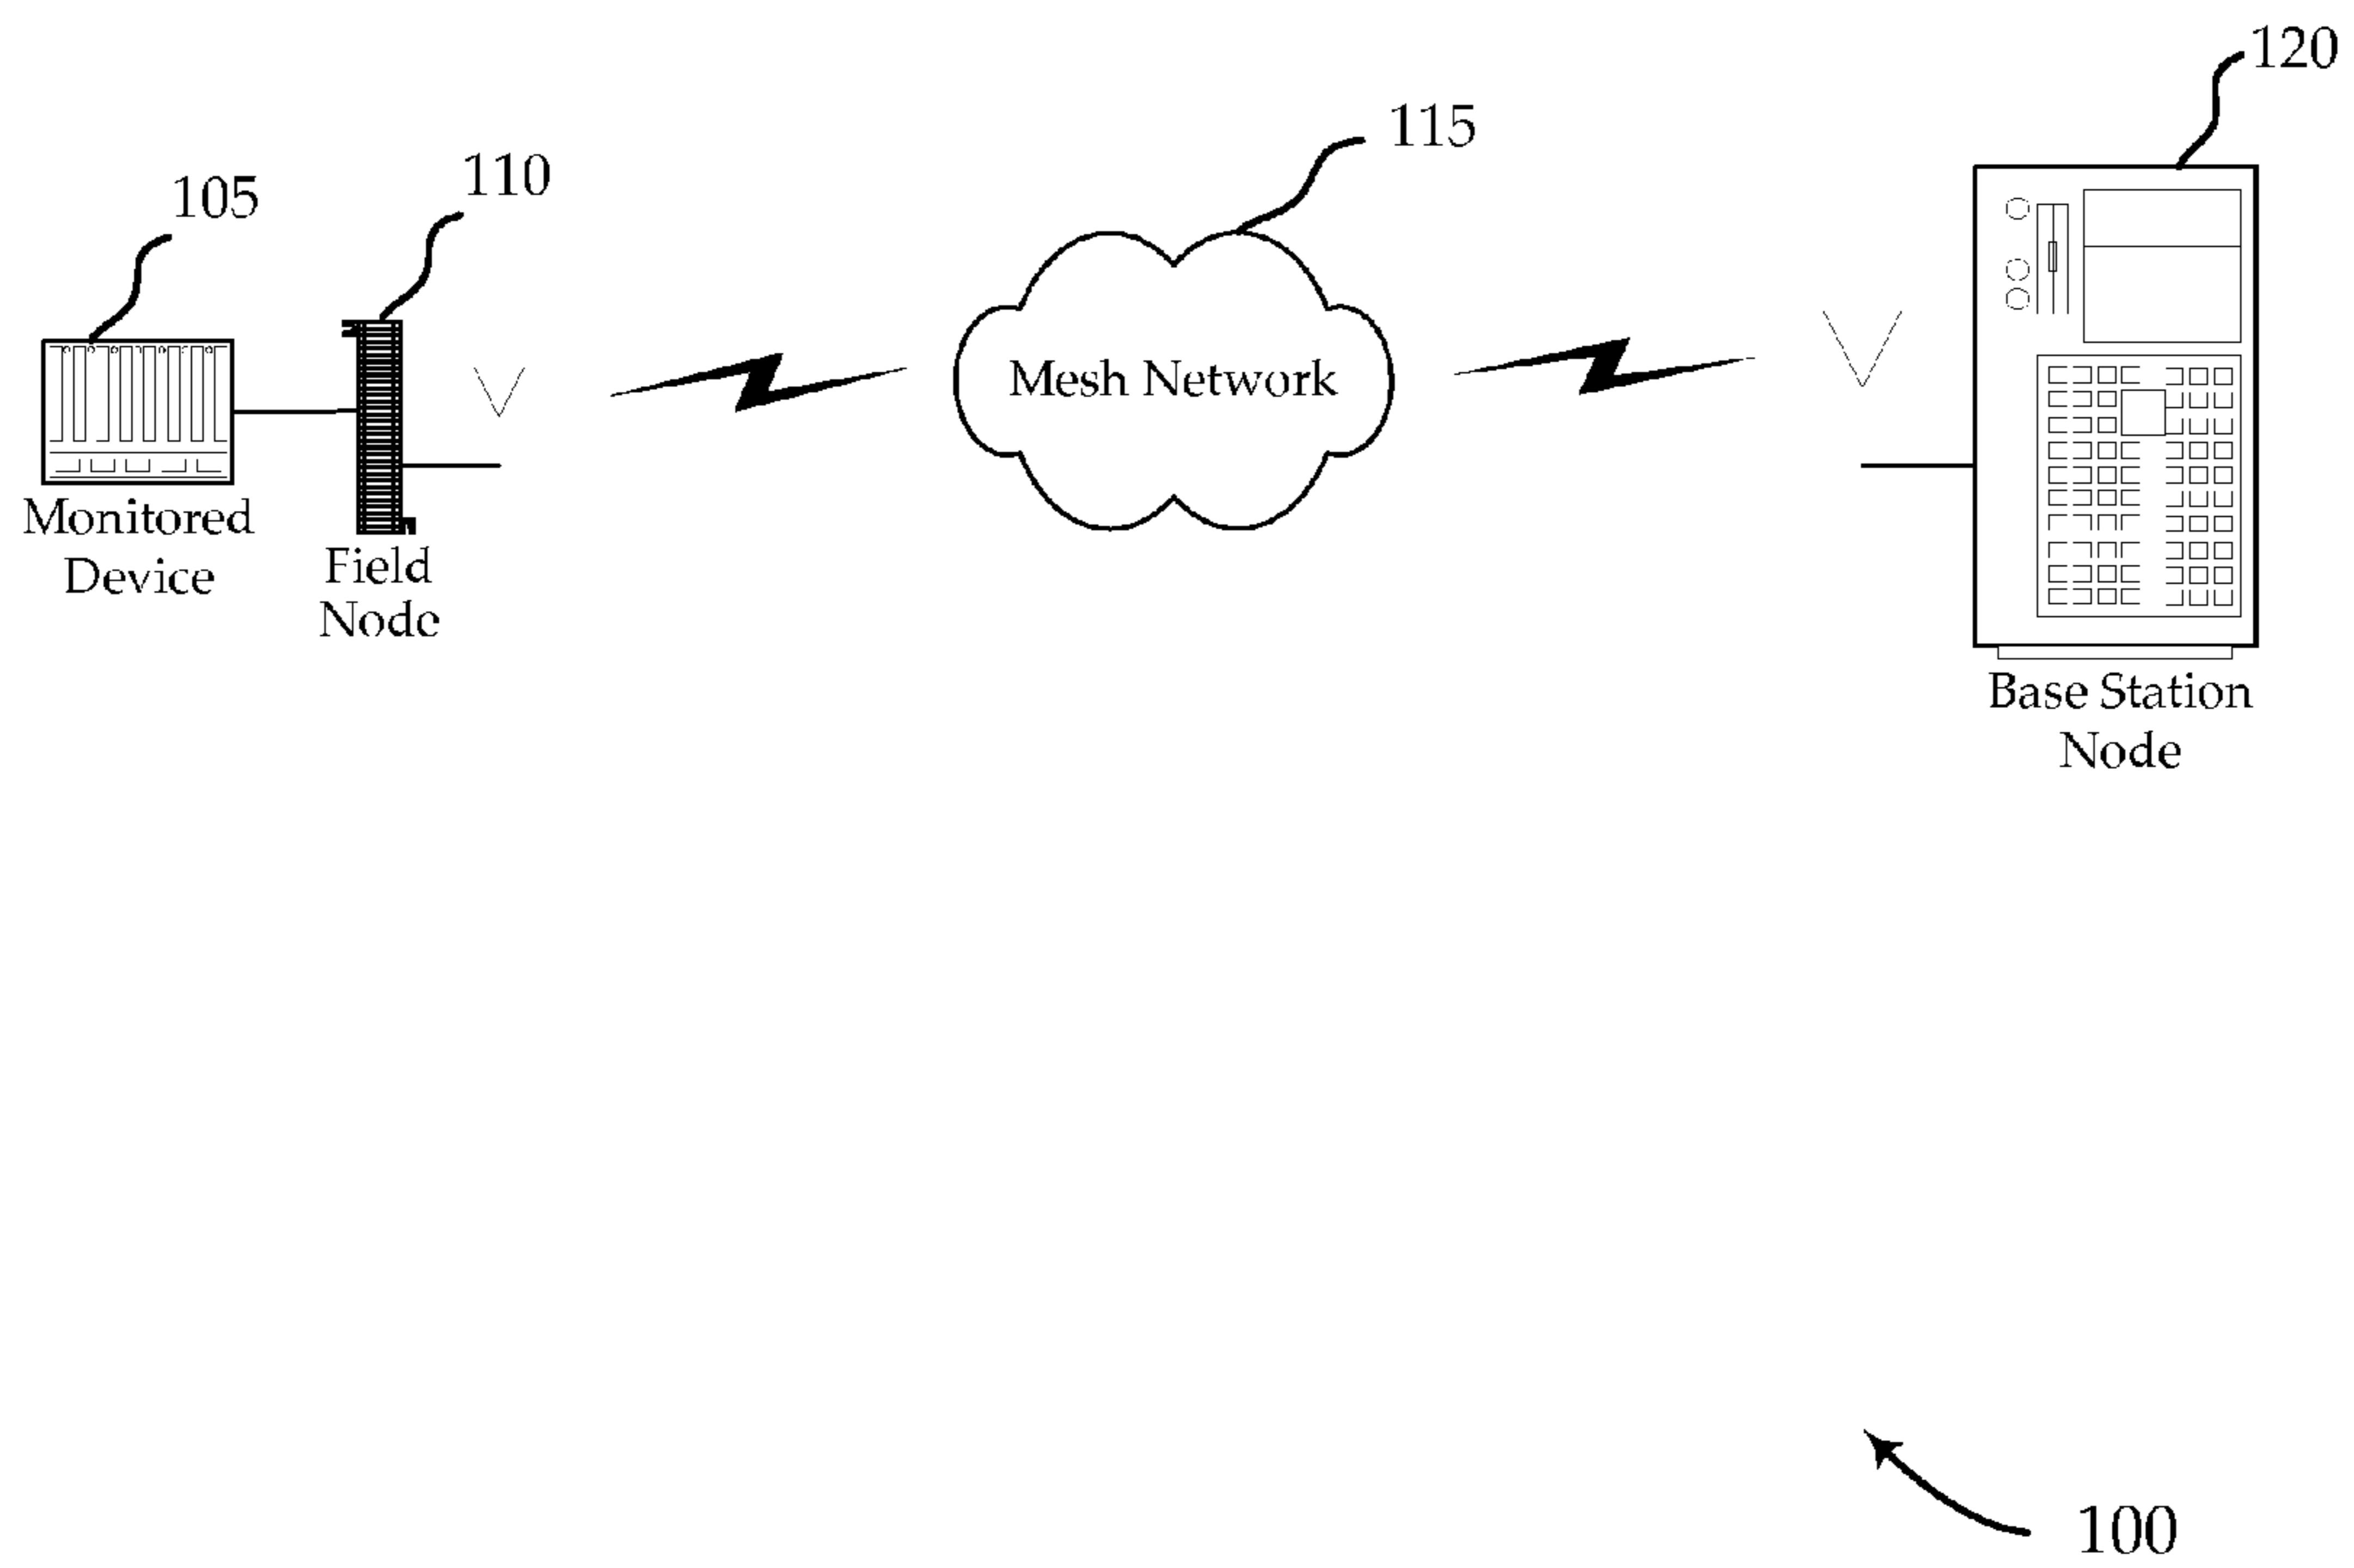 120
115
110
105
Mesh Network
Monitored
Device
Field
Node
Base Station
Node
100